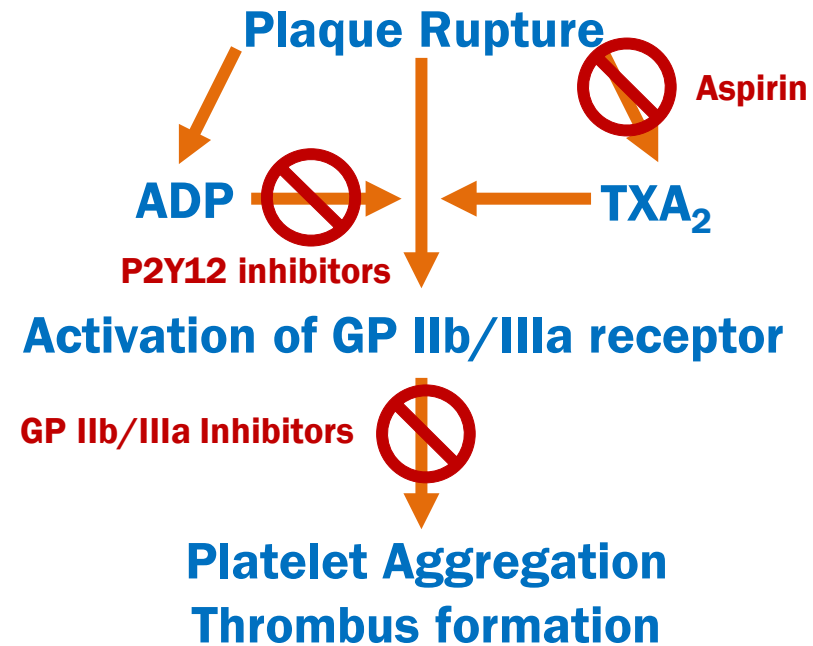 Plaque Rupture
Aspirin
ADP
TXA₂
P2Y12 inhibitors
Activation of GP IIb/IIIa receptor
GP IIb/IIIa Inhibitors
Platelet Aggregation
Thrombus formation